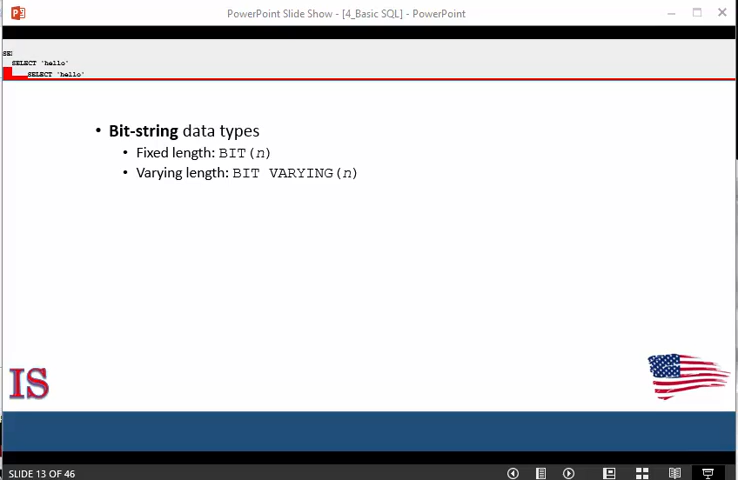 PowerPoint Slide Show - [4_Basic SQL] - PowerPoint
SE
SELECT 'hello'
SELECT 'hello'
• Bit-string data types
• Fixed length: BIT(n)
• Varying length: BIT VARYING(n)
IS
SLIDE 13 OF 46